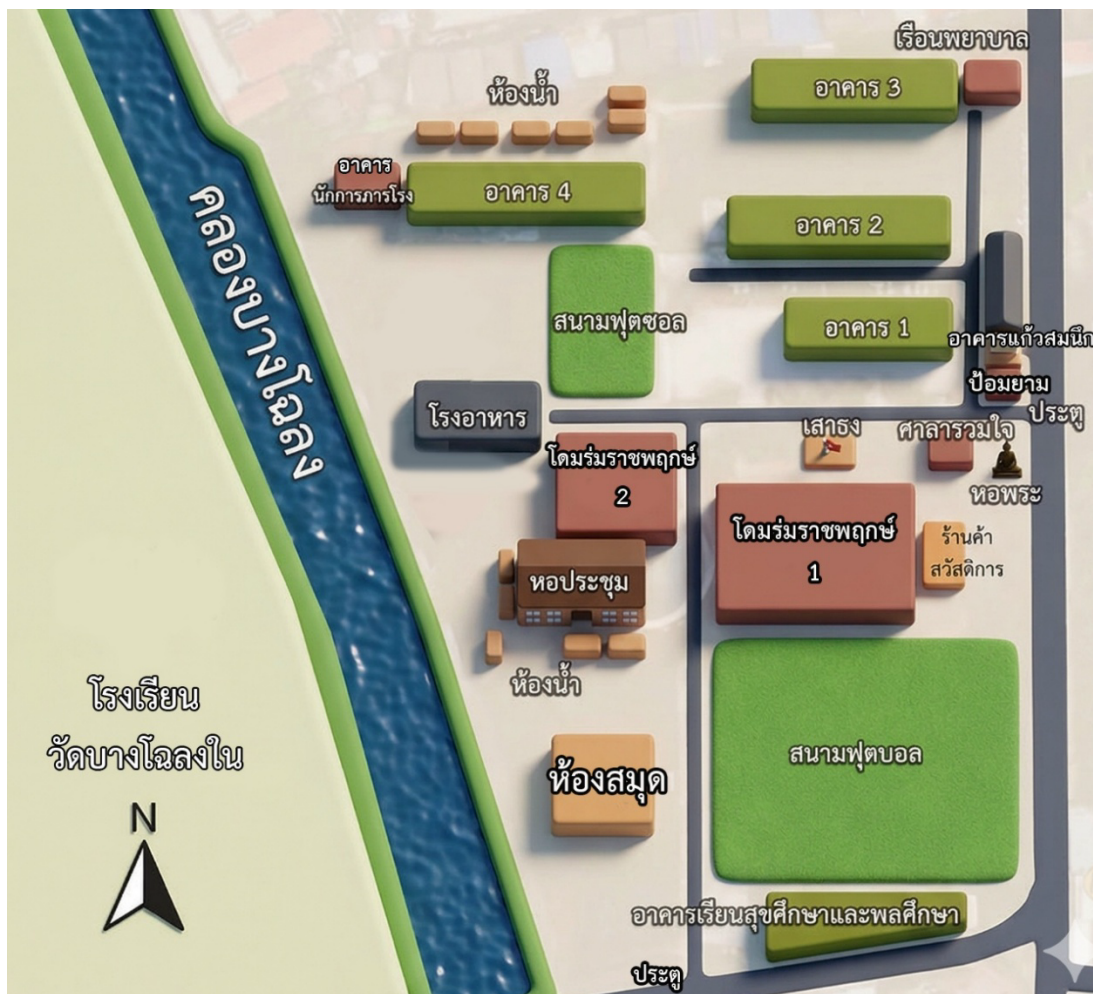 เรือนพยาบาล
อาคาร 3
ห้องน้ำ
อาคาร
นักการภารโรง
อาคาร 4
อาคาร 2
คลองบางโฉลง
สนามฟุตซอล
อาคาร 1
อาคารแก้วสมนึก
ป้อมยาม
ประตู
โรงอาหาร
เสาธง
ศาลารวมใจ
หอพระ
โดมร่มราชพฤกษ์
2
โดมร่มราชพฤกษ์
1
ร้านค้า
สวัสดิการ
หอประชุม
ห้องน้ำ
โรงเรียน
วัดบางโฉลงใน
N
ห้องสมุด
สนามฟุตบอล
อาคารเรียนสุขศึกษาและพลศึกษา
ประตู